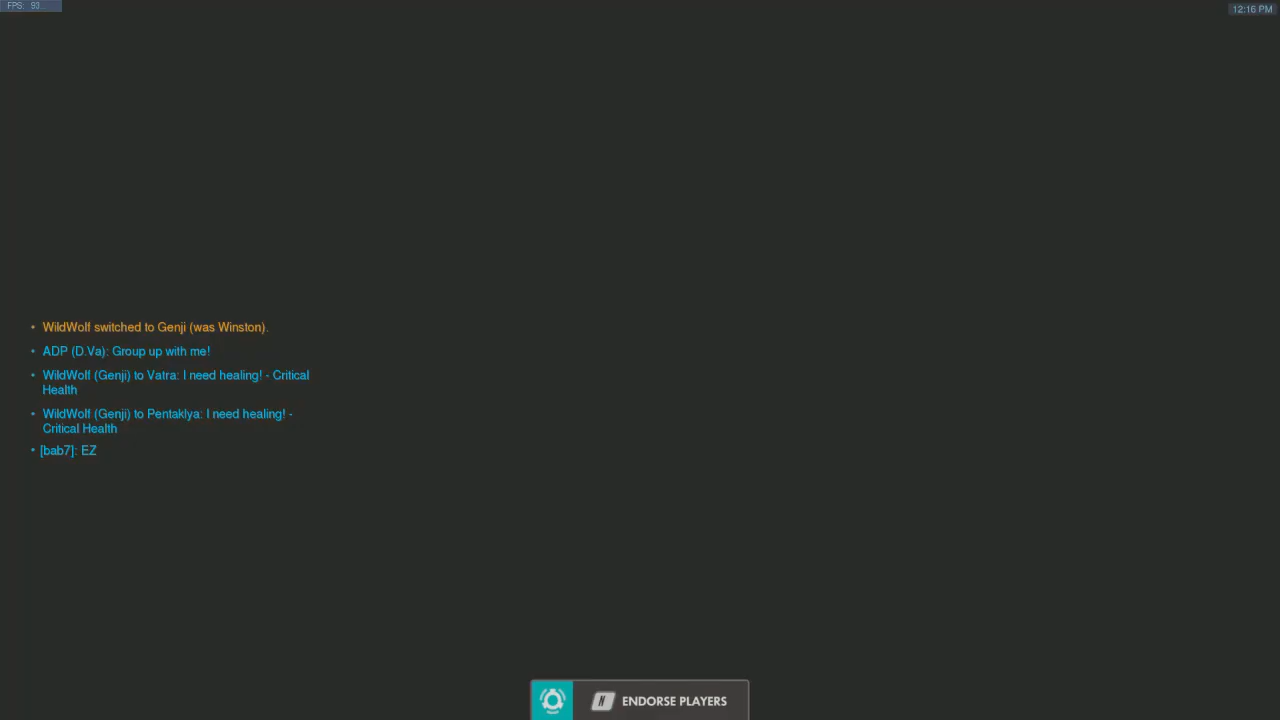 FPS: 93...
12:16 PM
• WildWolf switched to Genji (was Winston).
• ADP (D.Va): Group up with me!
• WildWolf (Genji) to Vatra: I need healing! - Critical
Health
• WildWolf (Genji) to Pentaklya: I need healing! -
Critical Health
• [bab7]: EZ
N ENDORSE PLAYERS